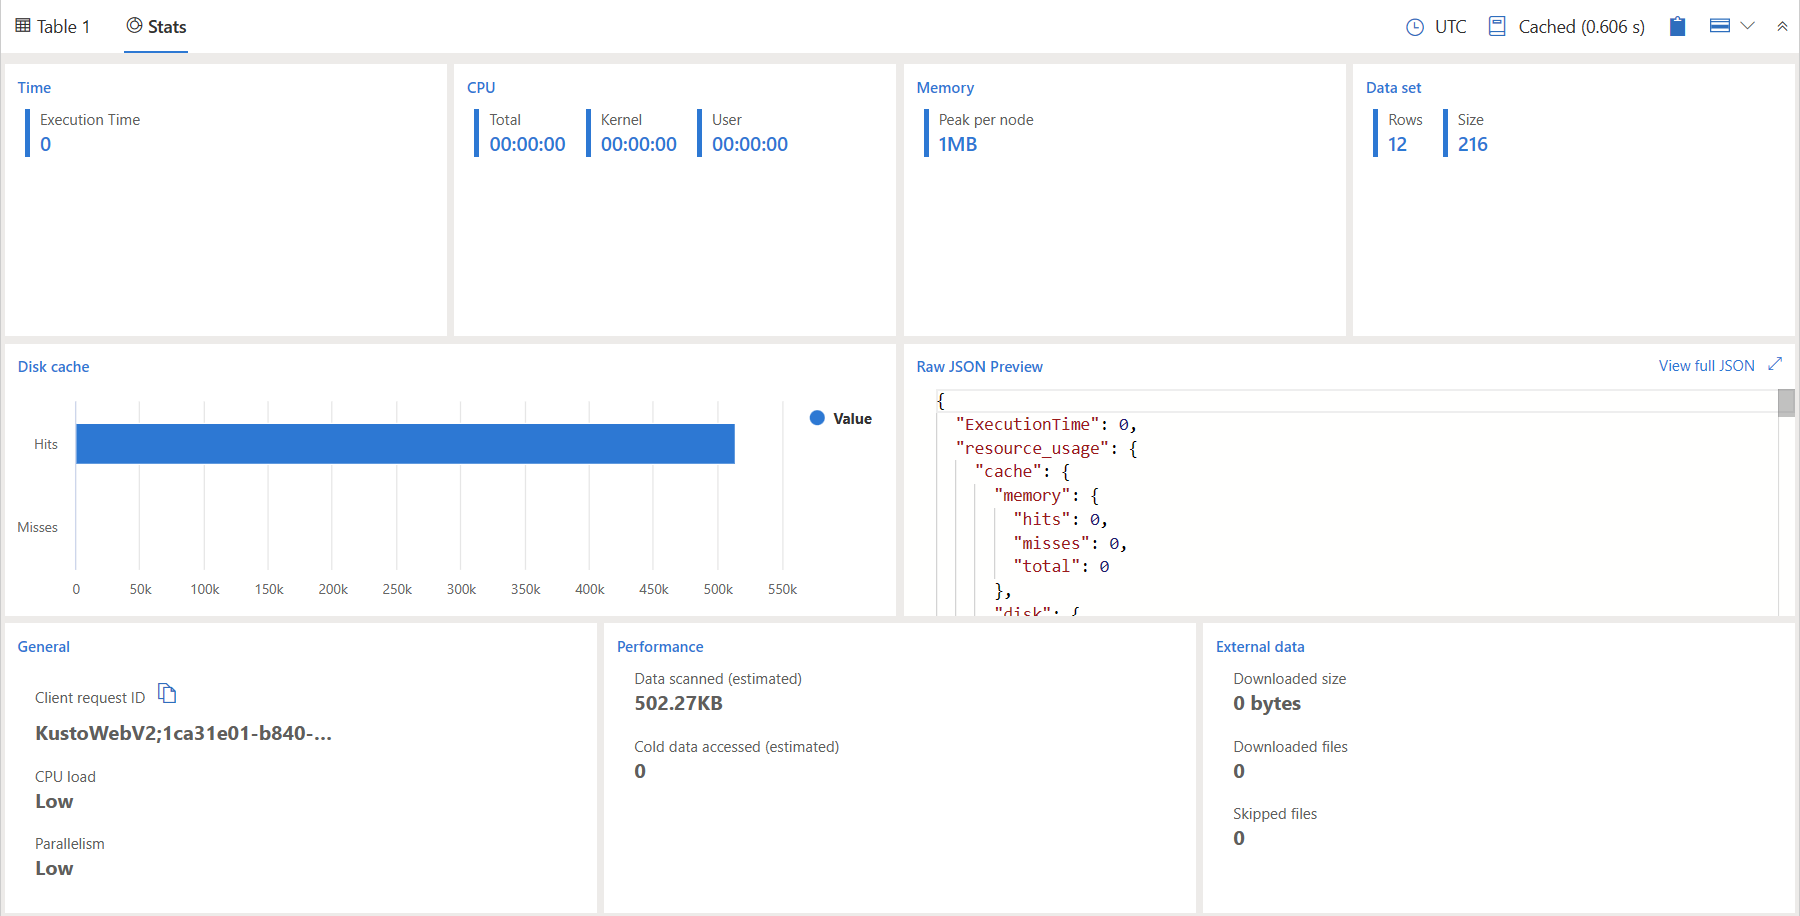 Table 1 Stats UTC Cached (0.606 s)
Time
Execution Time
0
CPU
Total Kernel User
00:00:00 00:00:00 00:00:00
Memory
Peak per node
1MB
Data set
Rows Size
12 216
Disk cache
Hits
Misses
0 50k 100k 150k 200k 250k 300k 350k 400k 450k 500k 550k
Value
Raw JSON Preview View full JSON
{
"ExecutionTime": 0,
"resource_usage": {
"cache": {
"memory": {
"hits": 0,
"misses": 0,
"total": 0
},
"disk": {
General
Client request ID
KustoWebV2;1ca31e01-b840-...
CPU load
Low
Parallelism
Low
Performance
Data scanned (estimated)
502.27KB
Cold data accessed (estimated)
0
External data
Downloaded size
0 bytes
Downloaded files
0
Skipped files
0